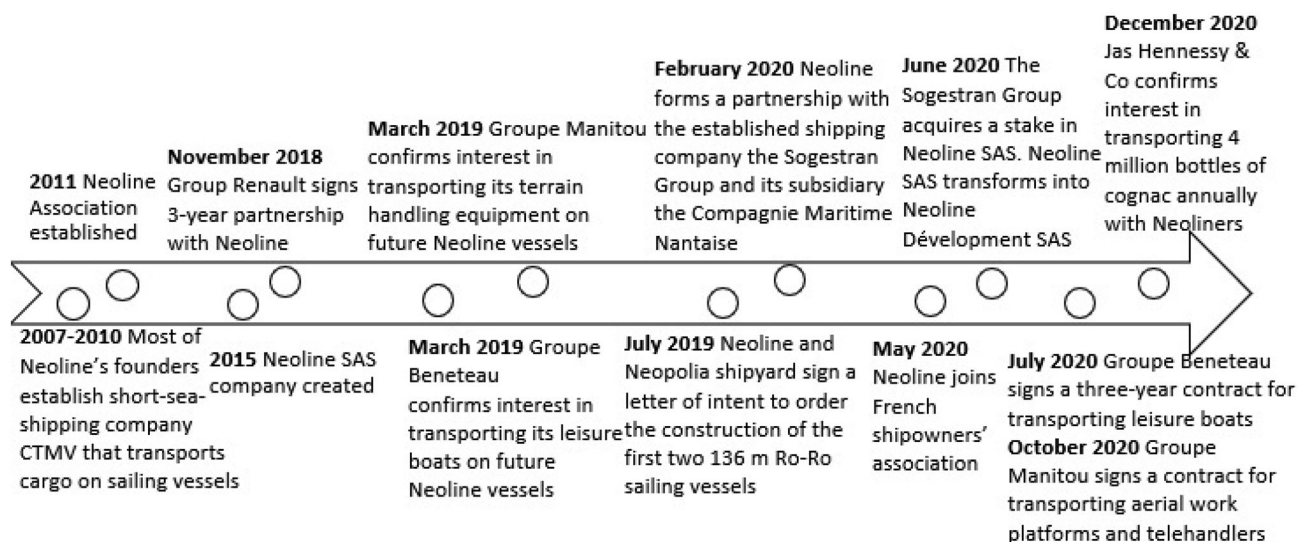 2011 Neoline
Association
established
November 2018
Group Renault signs
3-year partnership
with Neoline
March 2019 Groupe Manitou
confirms interest in
transporting its terrain
handling equipment on
future Neoline vessels
February 2020 Neoline
forms a partnership with
the established shipping
company the Sogestran
Group and its subsidiary
the Compagnie Maritime
Nantaise
June 2020 The
Sogestran Group
acquires a stake in
Neoline SAS. Neoline
SAS transforms into
Neoline
Dévelopment SAS
December 2020
Jas Hennessy &
Co confirms
interest in
transporting 4
million bottles of
cognac annually
with Neoliners
2007-2010 Most of
Neoline's founders
establish short-sea-
shipping company
CTMV that transports
cargo on sailing vessels
2015 Neoline SAS
company created
March 2019 Groupe
Beneteau
confirms interest in
transporting its leisure
boats on future
Neoline vessels
July 2019 Neoline and
Neopolia shipyard sign a
letter of intent to order
the construction of the
first two 136 m Ro-Ro
sailing vessels
May 2020
Neoline joins
French
shipowners'
association
July 2020 Groupe Beneteau
signs a three-year contract for
transporting leisure boats
October 2020 Groupe
Manitou signs a contract for
transporting aerial work
platforms and telehandlers